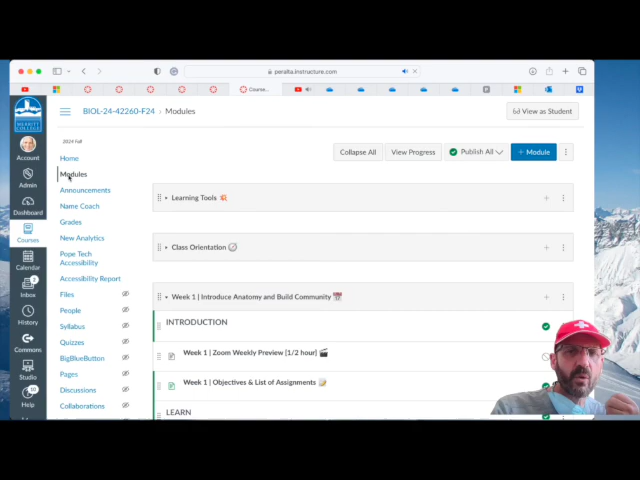 peralta.instructure.com
Course...
MERRITT COLLEGE
BIOL-24-42260-F24 > Modules
View as Student
2024 Fall
Account
Admin
Dashboard
Courses
Calendar
2
Inbox
History
Commons
Studio
10
Help
Home
Modules
Announcements
Name Coach
Grades
New Analytics
Pope Tech
Accessibility
Accessibility Report
Files
People
Syllabus
Quizzes
BigBlueButton
Pages
Discussions
Collaborations
Collapse All
View Progress
Publish All
+ Module
Learning Tools
Class Orientation
Week 1 | Introduce Anatomy and Build Community
INTRODUCTION
Week 1 | Zoom Weekly Preview [1/2 hour]
Week 1 | Objectives & List of Assignments
LEARN